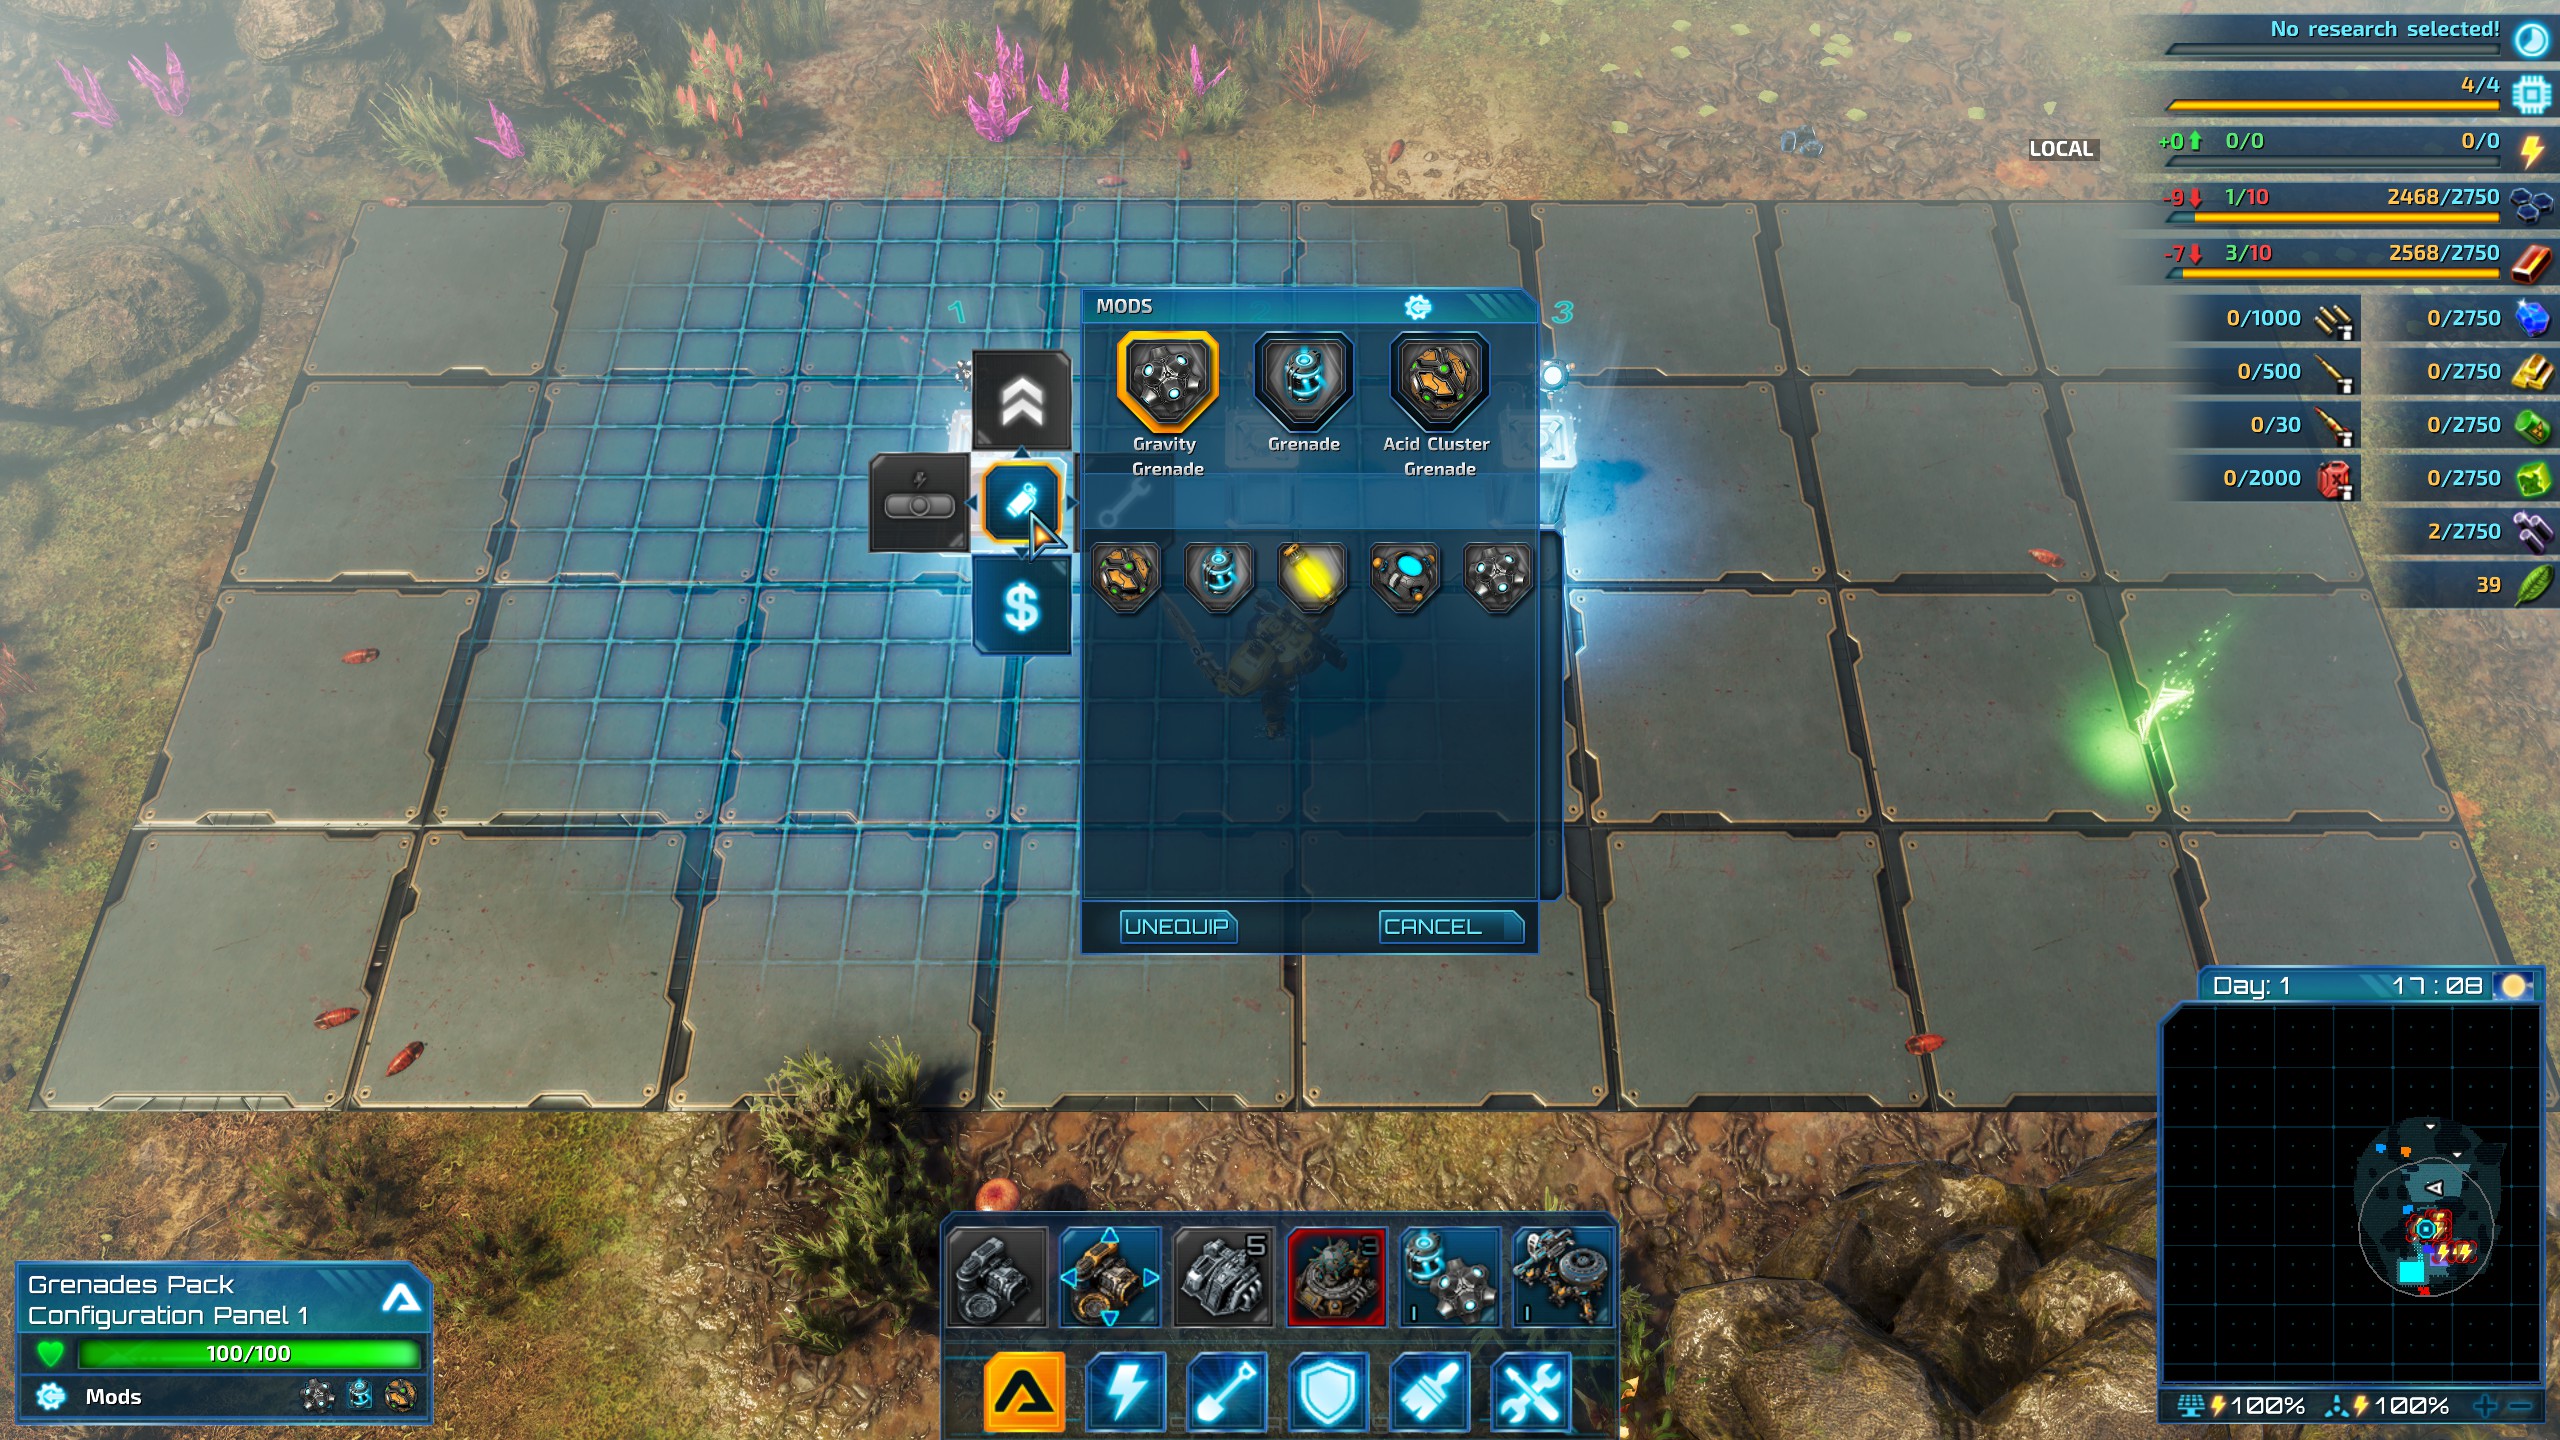 No research selected!
4/4
+0 0/0 0/0
LOCAL
-9 1/10 2468/2750
-7 3/10 2568/2750
0/1000 0/2750
0/500 0/2750
0/30 0/2750
0/2000 0/2750
2/2750
39
1
2
3
MODS
Gravity
Grenade
Grenade
Acid Cluster
Grenade
$
UNEQUIP
CANCEL
Day: 1 17:08
5
3
I
I
Grenades Pack
Configuration Panel 1
100/100
Mods
100% 100%